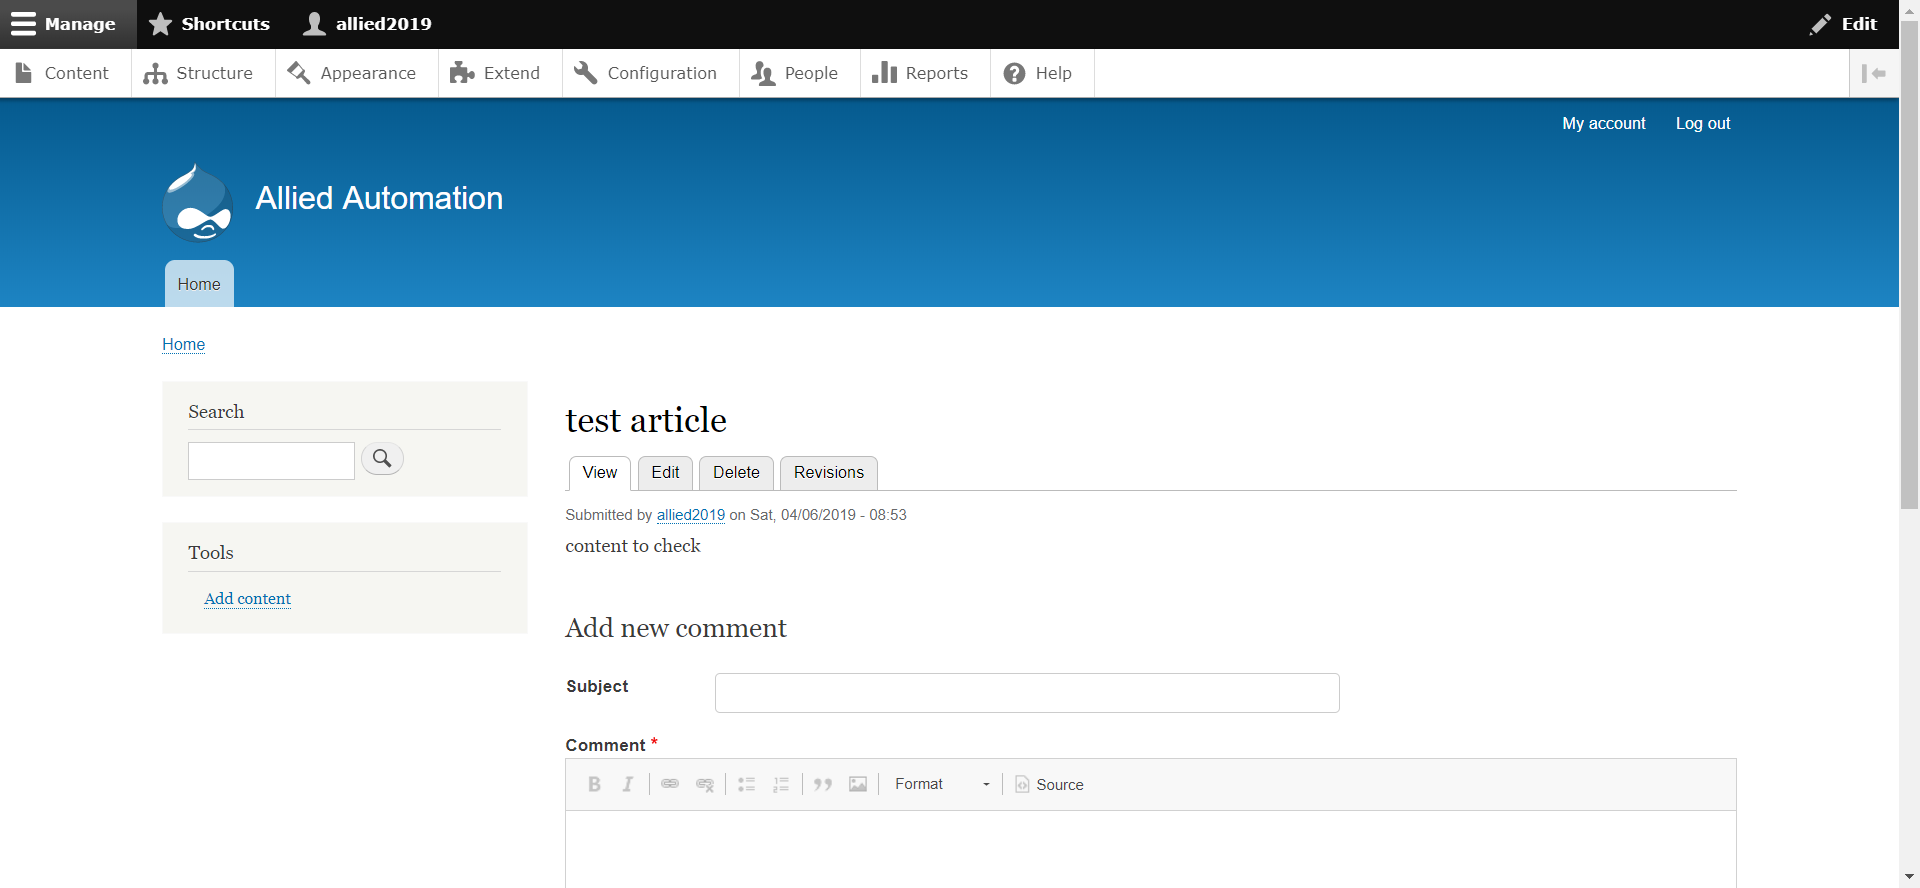 Manage Shortcuts allied2019 Edit
Content Structure Appearance Extend Configuration People Reports Help
My account Log out
Allied Automation
Home
Home
Search
test article
View Edit Delete Revisions
Submitted by allied2019 on Sat, 04/06/2019 - 08:53
content to check
Tools
Add content
Add new comment
Subject
Comment *
B I Format Source